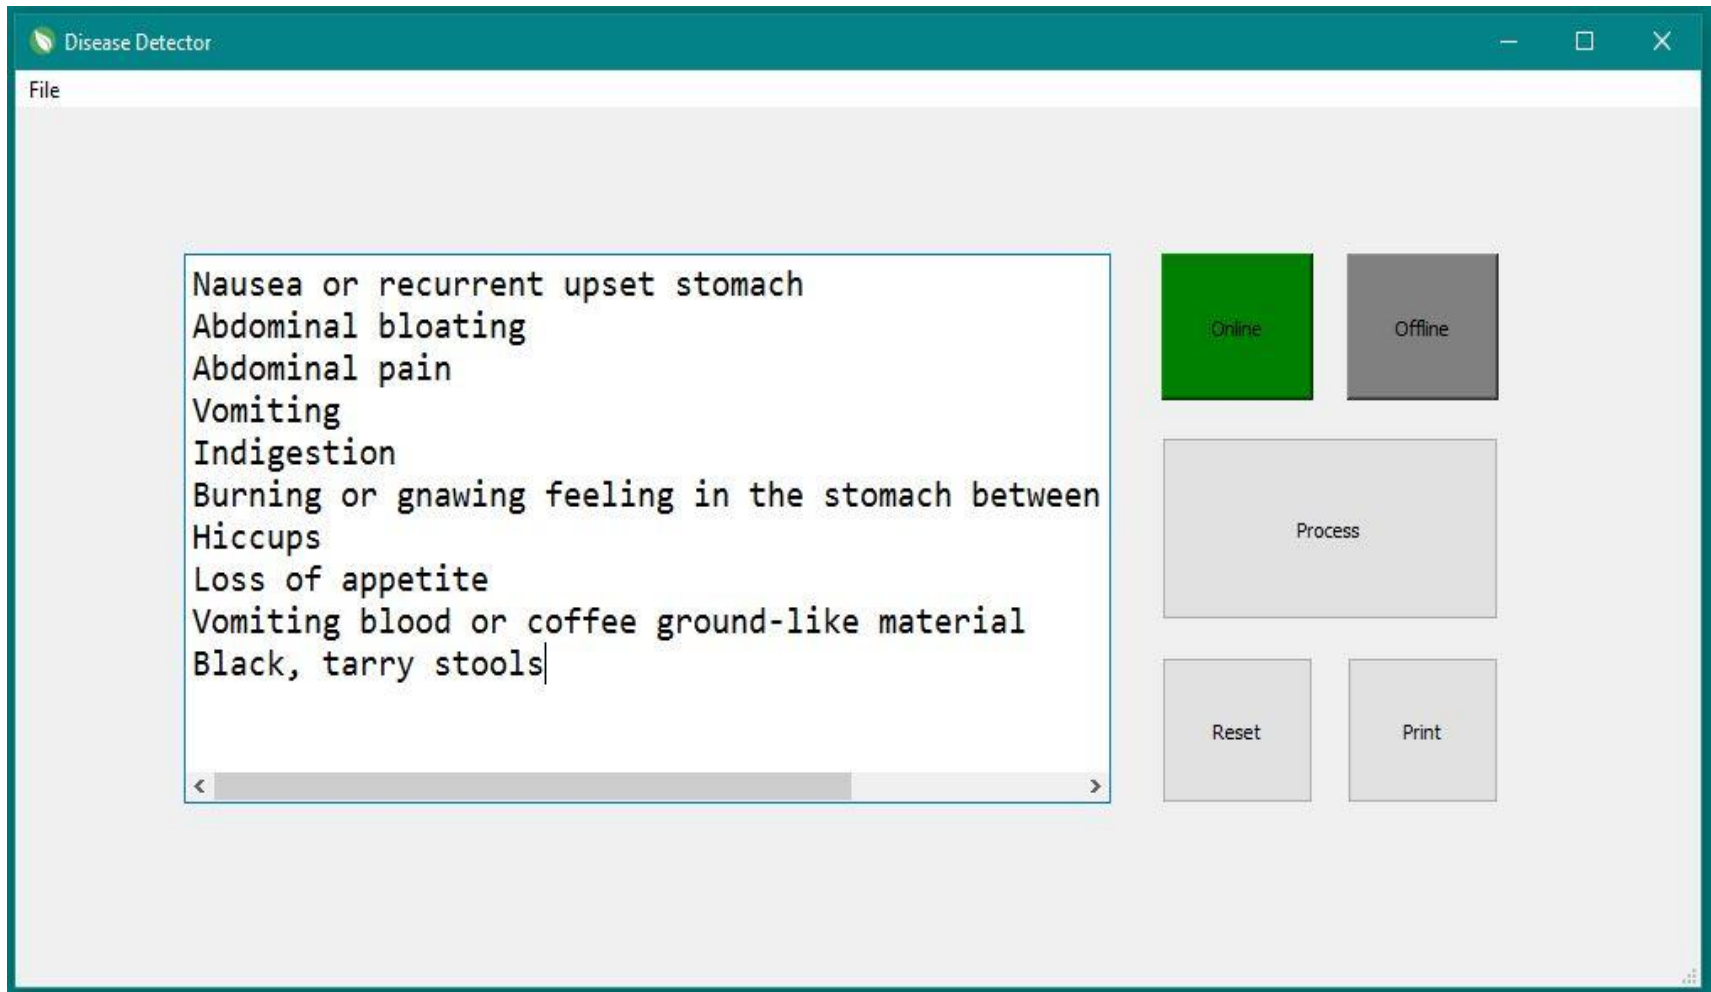 Disease Detector
File
Nausea or recurrent upset stomach
Abdominal bloating
Abdominal pain
Vomiting
Indigestion
Burning or gnawing feeling in the stomach between
Hiccups
Loss of appetite
Vomiting blood or coffee ground-like material
Black, tarry stools
Online
Offline
Process
Reset
Print